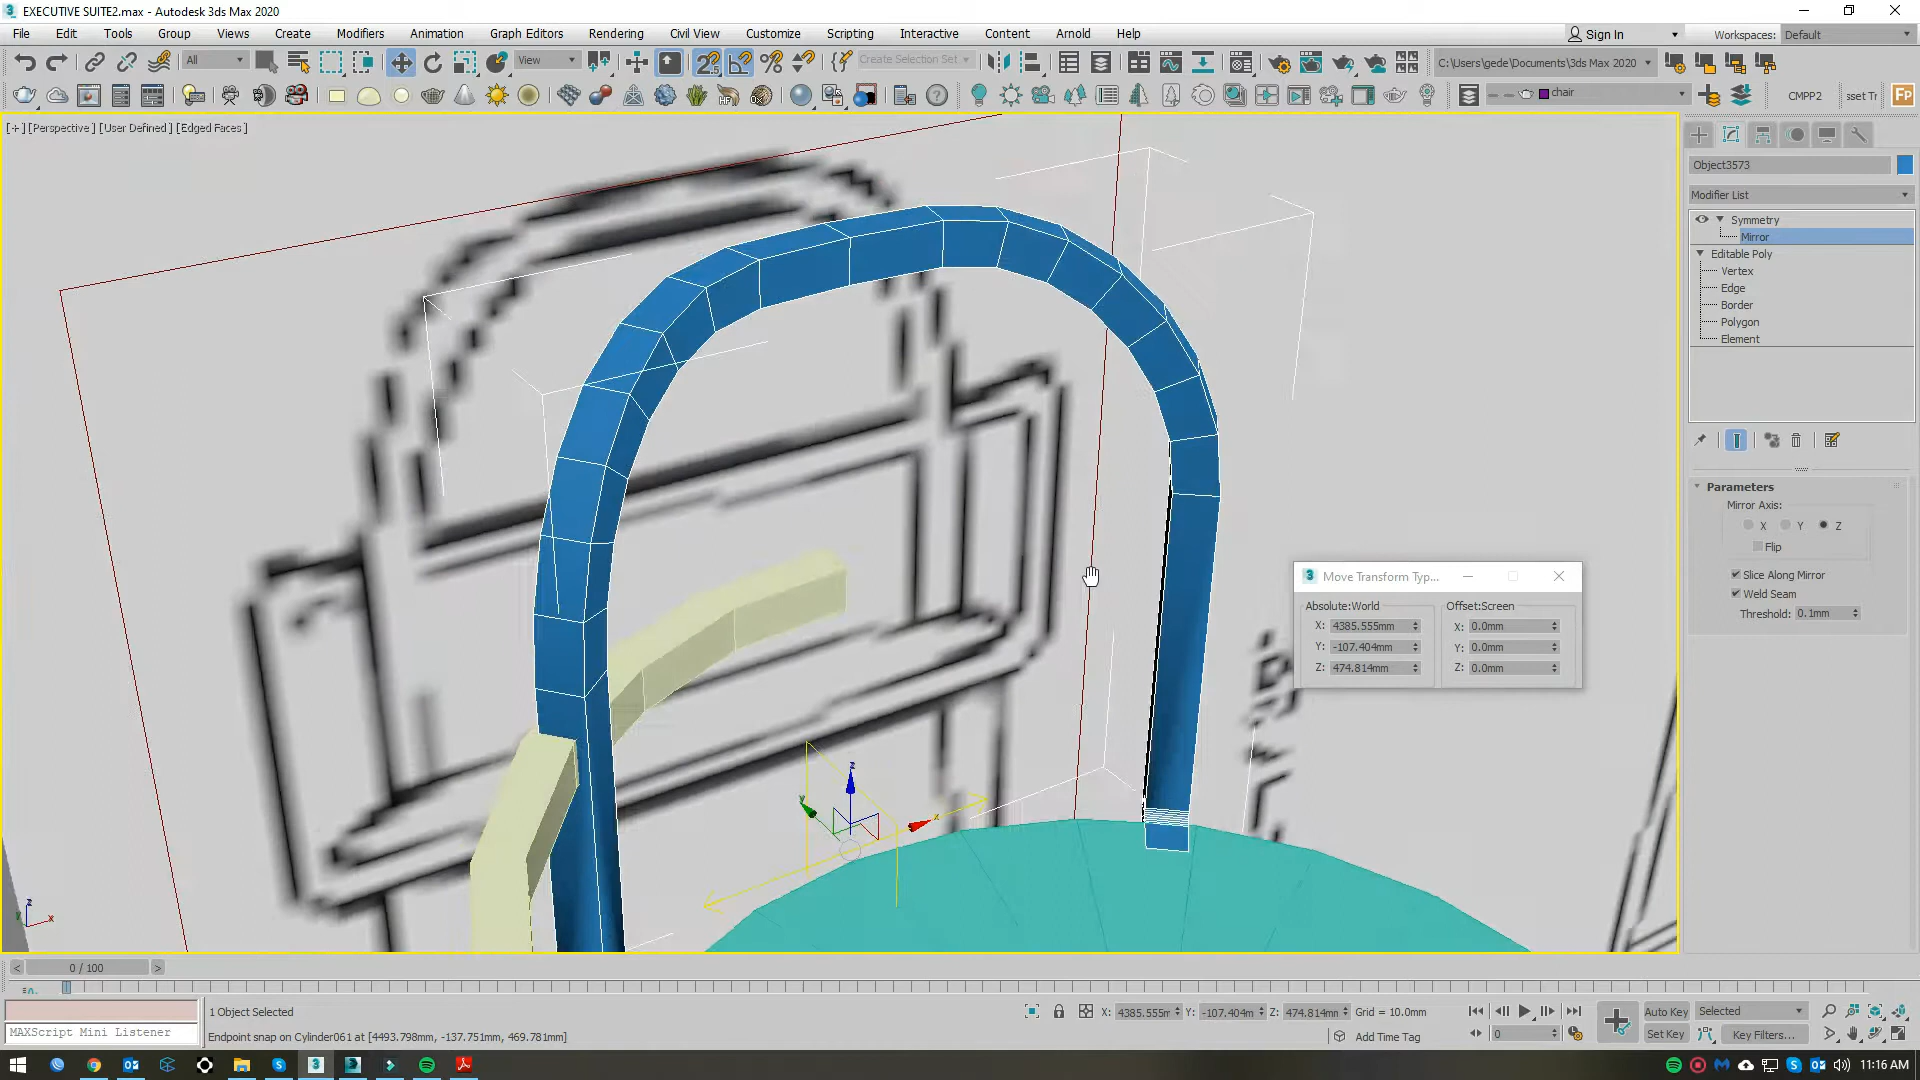 EXECUTIVE SUITE2.max - Autodesk 3ds Max 2020
File Edit Tools Group Views Create Modifiers Animation Graph Editors Rendering Civil View Customize Scripting Interactive Content Arnold Help
Sign In
Workspaces: Default
All
View
Create Selection Set
C:\Users\gede\Documents\3ds Max 2020
chair
CMPP2
sset Tr
Fp
[+] [Perspective] [User Defined] [Edged Faces]
Object3573
Modifier List
Symmetry
Mirror
Editable Poly
Vertex
Edge
Border
Polygon
Element
Parameters
Mirror Axis:
X Y Z
Flip
Slice Along Mirror
Weld Seam
Threshold: 0.1mm
Move Transform Typ...
Absolute:World
X: 4385.555mm
Y: -107.404mm
Z: 474.814mm
Offset:Screen
X: 0.0mm
Y: 0.0mm
Z: 0.0mm
0 / 100
1 Object Selected
MAXScript Mini Listener
Endpoint snap on Cylinder061 at [4493.798mm, -137.751mm, 469.781mm]
X: 4385.555m Y: -107.404m Z: 474.814mm Grid = 10.0mm
Add Time Tag
0
Auto Key
Selected
Set Key
Key Filters...
11:16 AM